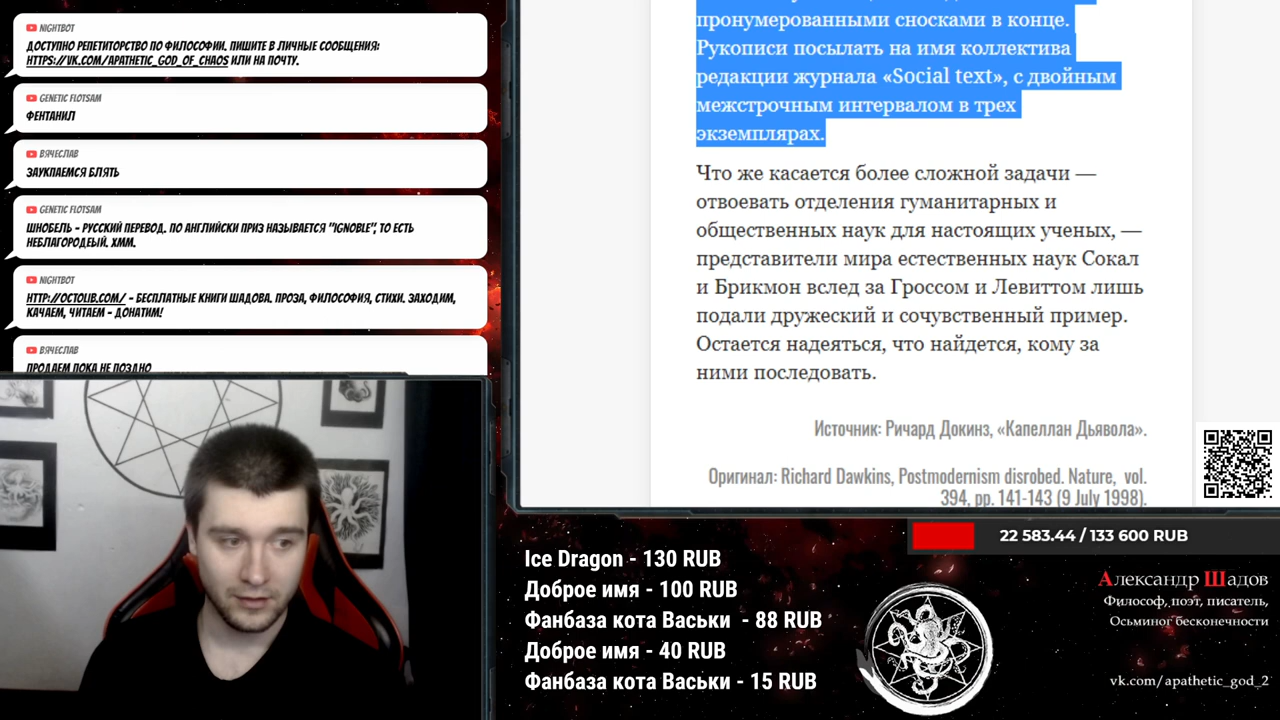 NIGHTBOT
ДОСТУПНО РЕПЕТИТОРСТВО ПО ФИЛОСОФИИ. ПИШИТЕ В ЛИЧНЫЕ СООБЩЕНИЯ:
HTTPS://VK.COM/APATHETIC_GOD_OF_CHAOS ИЛИ НА ПОЧТУ.
GENETIC FLOTSAM
ФЕНТАНИЛ
ВЯЧЕСЛАВ
ЗАУКПАЕМСЯ БЛЯТЬ
GENETIC FLOTSAM
ШНОБЕЛЬ - РУССКИЙ ПЕРЕВОД. ПО АНГЛИЙСКИ ПРИЗ НАЗЫВАЕТСЯ "IGNOBLE", ТО ЕСТЬ
НЕБЛАГОРОДЕЫЙ. ХММ.
NIGHTBOT
HTTP://OCTOLIB.COM/ - БЕСПЛАТНЫЕ КНИГИ ШАДОВА. ПРОЗА, ФИЛОСОФИЯ, СТИХИ. ЗАХОДИМ,
КАЧАЕМ, ЧИТАЕМ - ДОНАТИМ!
ВЯЧЕСЛАВ
ПРОДАЕМ ПОКА НЕ ПОЗДНО
пронумерованными сносками в конце.
Рукописи посылать на имя коллектива
редакции журнала «Social text», с двойным
межстрочным интервалом в трех
экземплярах.
Что же касается более сложной задачи —
отвоевать отделения гуманитарных и
общественных наук для настоящих ученых, —
представители мира естественных наук Сокал
и Брикмон вслед за Гроссом и Левиттом лишь
подали дружеский и сочувственный пример.
Остается надеяться, что найдется, кому за
ними последовать.
Источник: Ричард Докинз, «Капеллан Дьявола».
Оригинал: Richard Dawkins, Postmodernism disrobed. Nature, vol.
394, pp. 141-143 (9 July 1998).
22 583.44 / 133 600 RUB
Ice Dragon - 130 RUB
Доброе имя - 100 RUB
Фанбаза кота Васьки - 88 RUB
Доброе имя - 40 RUB
Фанбаза кота Васьки - 15 RUB
Александр Шадов
Философ, поэт, писатель,
Осьминог бесконечности
vk.com/apathetic_god_2